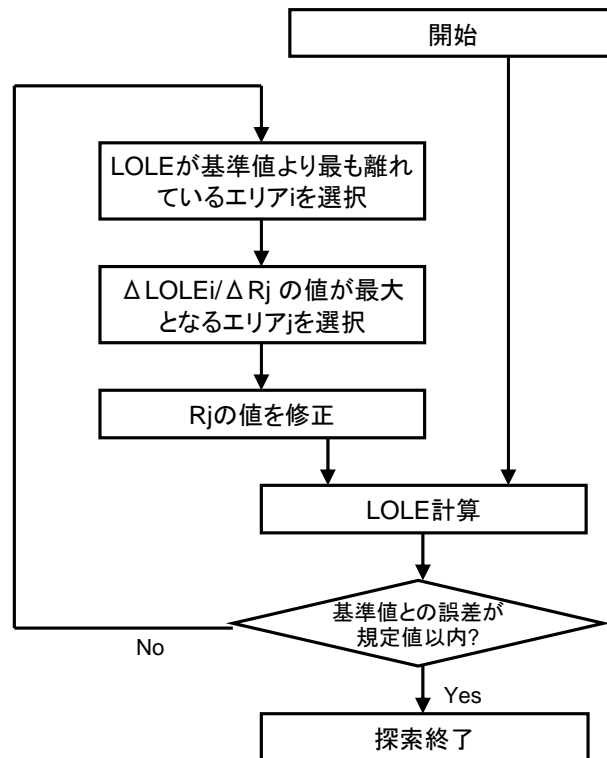 開始
LOLEが基準値より最も離れ
ているエリアiを選択
ΔLOLEi/ΔRj の値が最大
となるエリアjを選択
Rjの値を修正
LOLE計算
基準値との誤差が
規定値以内?
No
Yes
探索終了